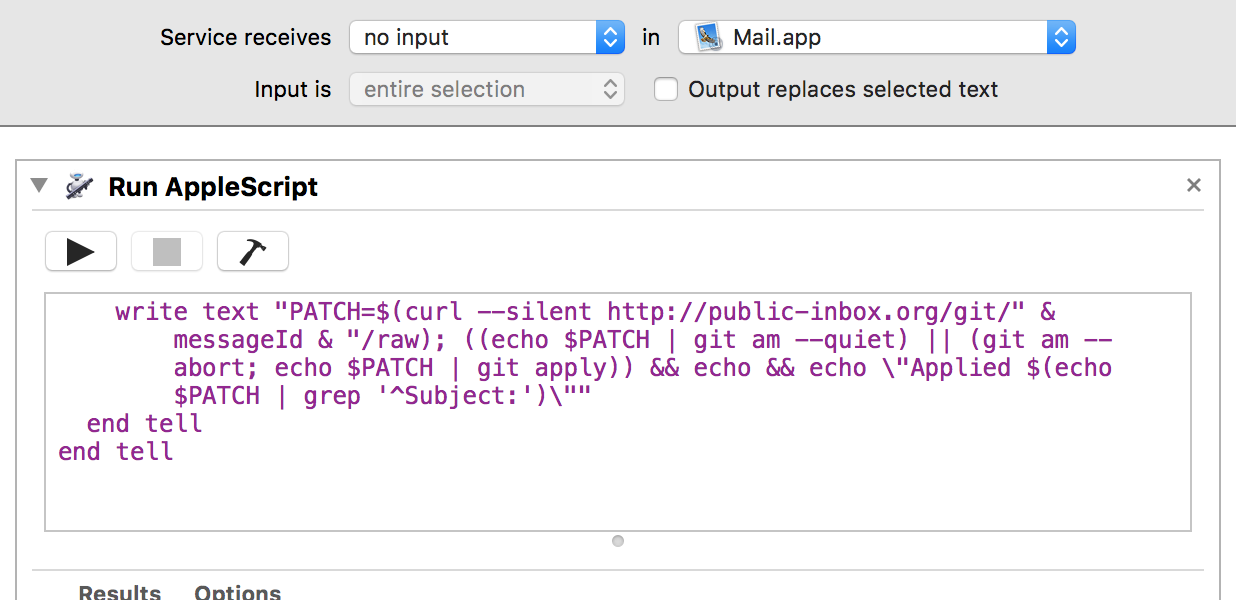 Service receives no input in Mail.app
Input is entire selection Output replaces selected text
Run AppleScript
write text "PATCH=$(curl --silent http://public-inbox.org/git/" &
messageId & "/raw); ((echo $PATCH | git am --quiet) || (git am --
abort; echo $PATCH | git apply)) && echo && echo \"Applied $(echo
$PATCH | grep '^Subject:')\""
end tell
end tell
Results Options